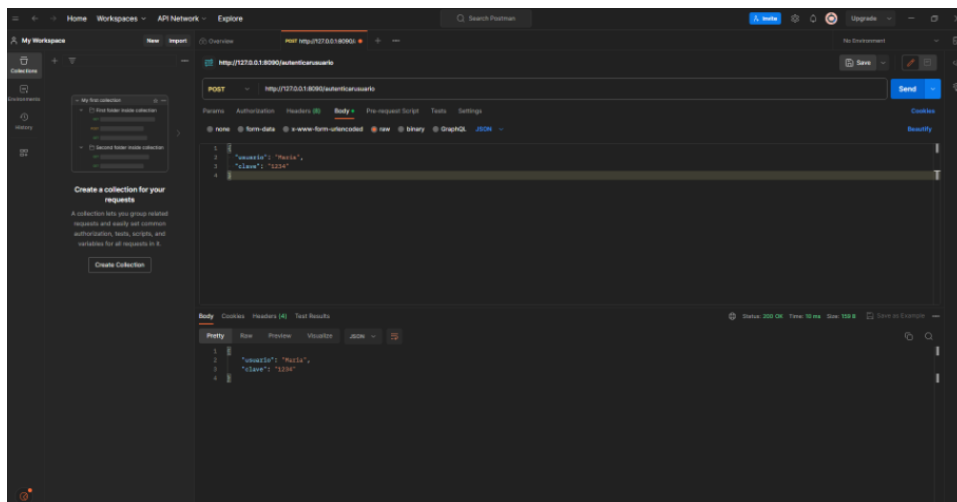 Home Workspaces API Network Explore
Search Postman
Invite
Upgrade
My Workspace
New Import
Overview
POST http://127.0.0.1:8090/a
No Environment
Collections
Environments
History
http://127.0.0.1:8090/autenticarusuario
Save
POST
http://127.0.0.1:8090/autenticarusuario
Send
Params Authorization Headers (8) Body Pre-request Script Tests Settings
Cookies
none form-data x-www-form-urlencoded raw binary GraphQL JSON
Beautify
1 {
2 "usuario": "Maria",
3 "clave": "1234"
4 }
My first collection
First folder inside collection
Second folder inside collection
Create a collection for your
requests
A collection lets you group related
requests and easily set common
authorization, tests, scripts, and
variables for all requests in it.
Create Collection
Body Cookies Headers (4) Test Results
Status: 200 OK Time: 10 ms Size: 159 B Save as Example
Pretty Raw Preview Visualize JSON
1 {
2 "usuario": "Maria",
3 "clave": "1234"
4 }